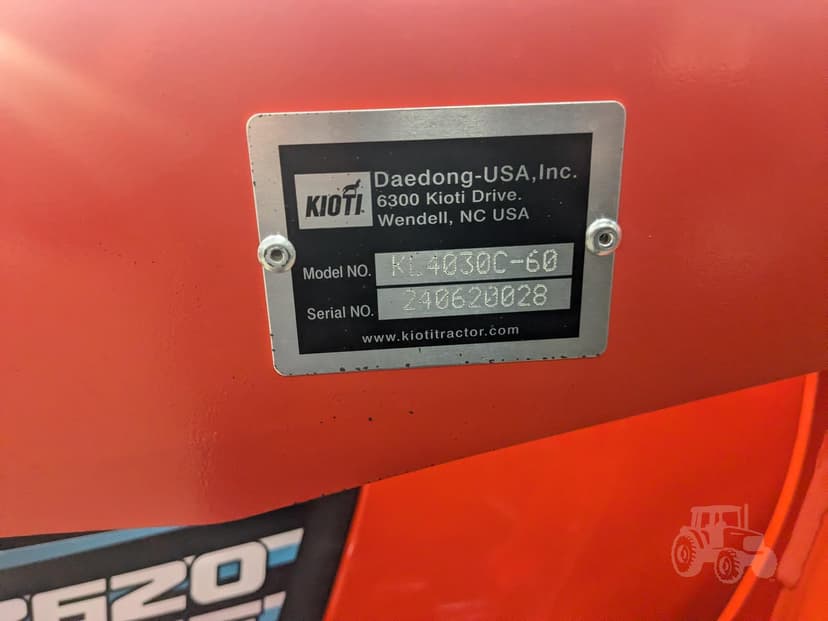 KIOTI
Daedong-USA,Inc.
6300 Kioti Drive.
Wendell, NC USA
Model NO. KL4030C-60
Serial NO. 240620028
www.kiotitractor.com
2620